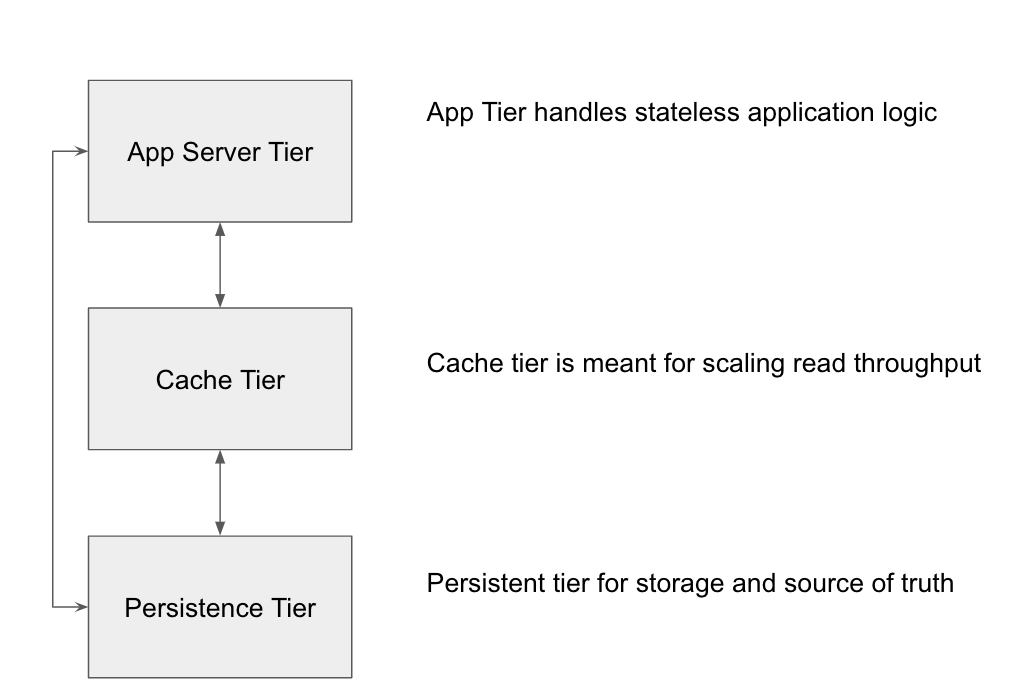 App Server Tier
App Tier handles stateless application logic
Cache Tier
Cache tier is meant for scaling read throughput
Persistence Tier
Persistent tier for storage and source of truth